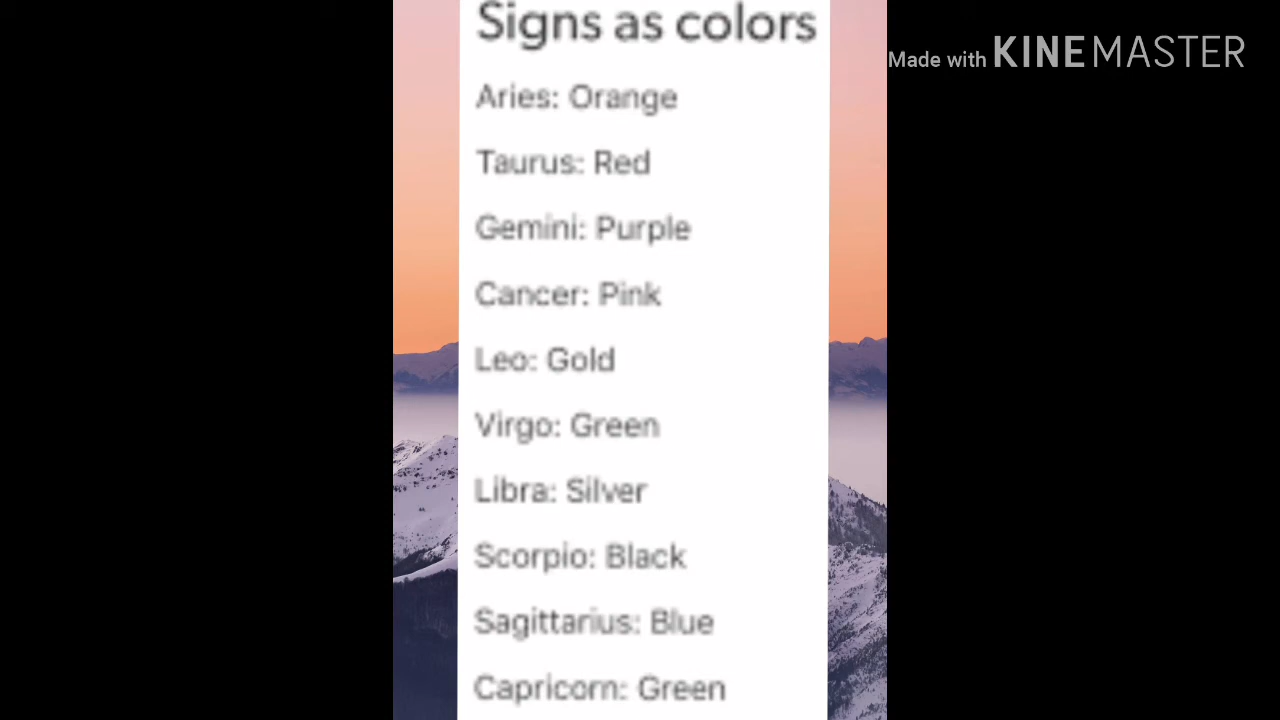 Signs as colors
Made with KINEMASTER
Aries: Orange
Taurus: Red
Gemini: Purple
Cancer: Pink
Leo: Gold
Virgo: Green
Libra: Silver
Scorpio: Black
Sagittarius: Blue
Capricorn: Green